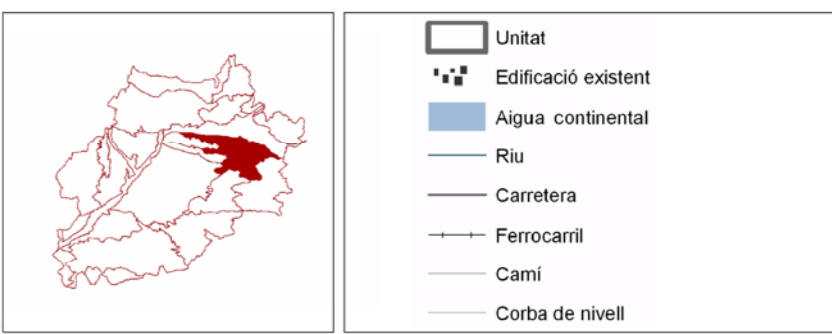 Unitat
Edificació existent
Aigua continental
Riu
Carretera
Ferrocarril
Camí
Corba de nivell